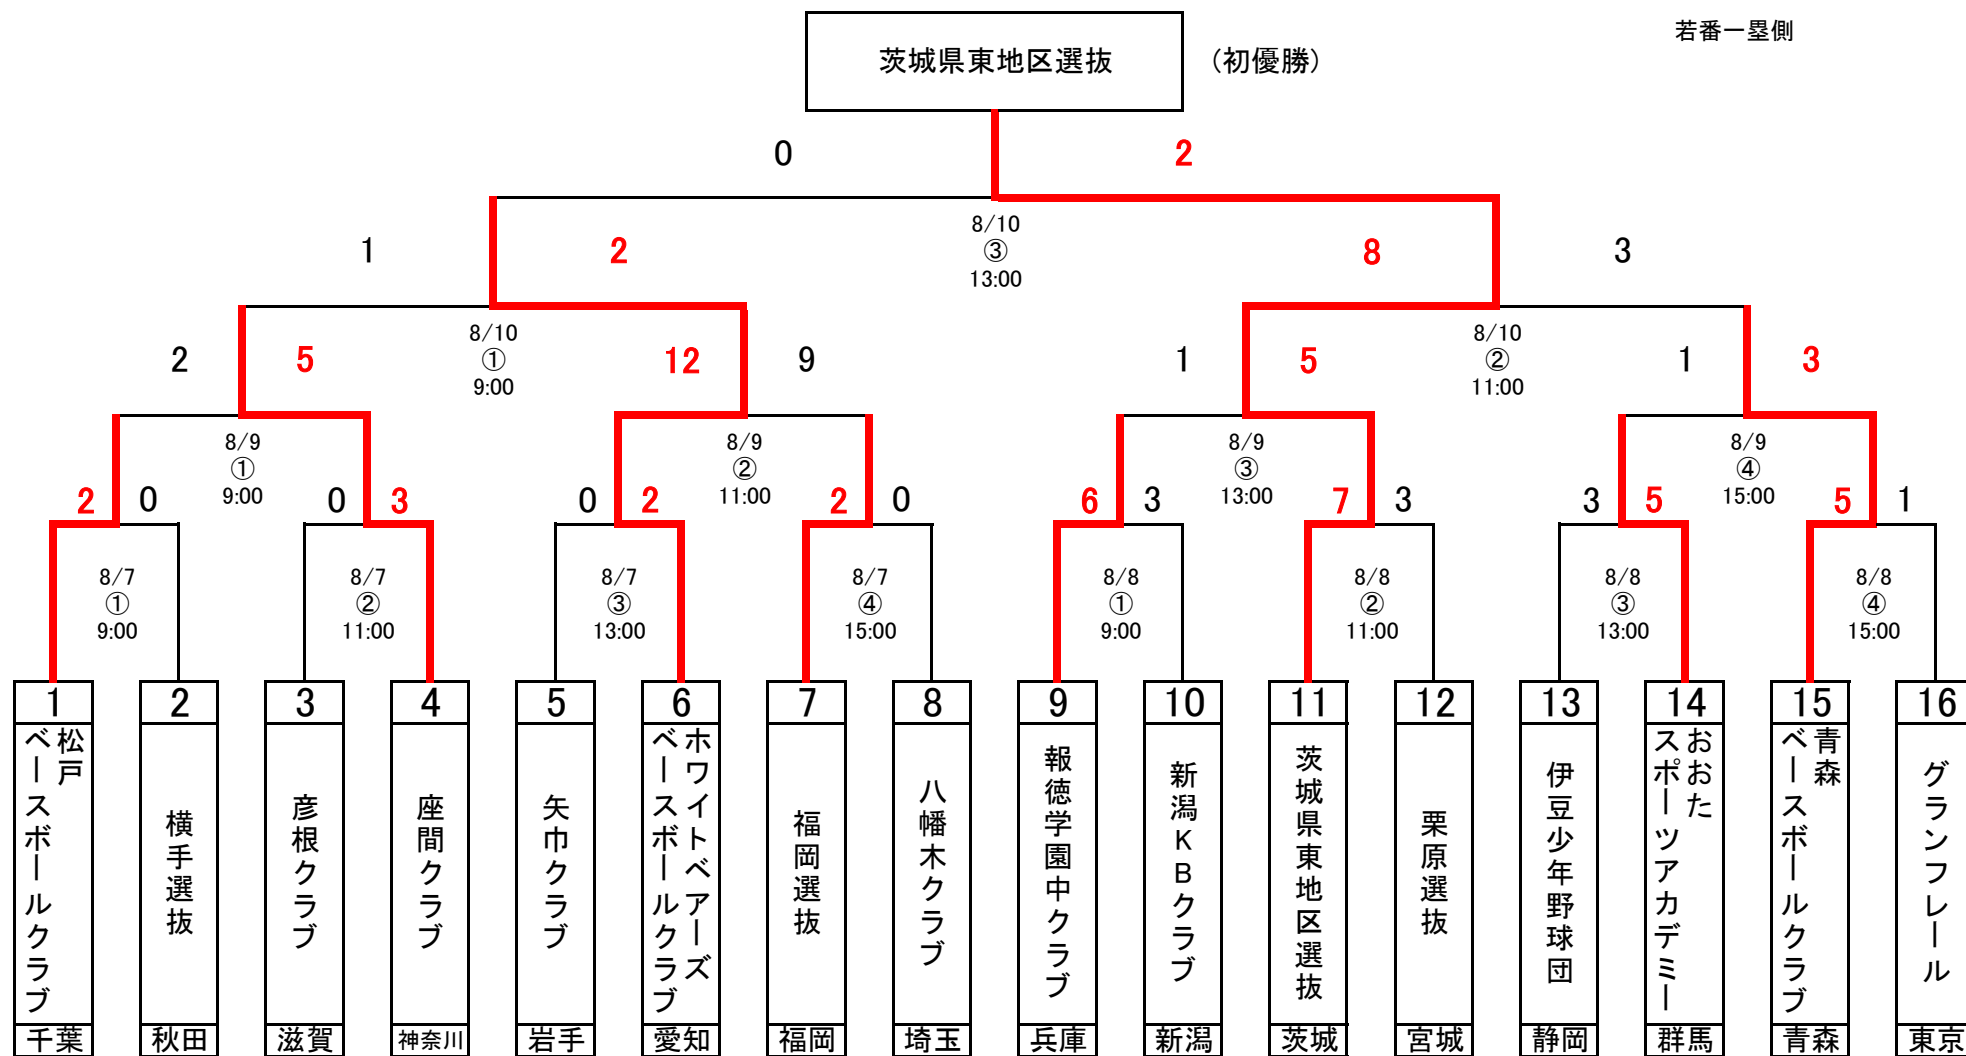 若番一塁側
茨城県東地区選抜
（初優勝）
0
2
8/10
③
13:00
1
2
8
3
8/10
①
9:00
8/10
②
11:00
2
5
12
9
1
5
1
3
8/9
①
9:00
8/9
②
11:00
8/9
③
13:00
8/9
④
15:00
2
0
0
3
0
2
2
0
6
3
7
3
3
5
5
1
8/7
①
9:00
8/7
②
11:00
8/7
③
13:00
8/7
④
15:00
8/8
①
9:00
8/8
②
11:00
8/8
③
13:00
8/8
④
15:00
1
松戸
ベースボールクラブ
千葉
2
横手選抜
秋田
3
彦根クラブ
滋賀
4
座間クラブ
神奈川
5
矢巾クラブ
岩手
6
ホワイトベアーズ
ベースボールクラブ
愛知
7
福岡選抜
福岡
8
八幡木クラブ
埼玉
9
報徳学園中クラブ
兵庫
10
新潟KBクラブ
新潟
11
茨城県東地区選抜
茨城
12
栗原選抜
宮城
13
伊豆少年野球団
静岡
14
おおた
スポーツアカデミー
群馬
15
青森
ベースボールクラブ
青森
16
グランフレール
東京